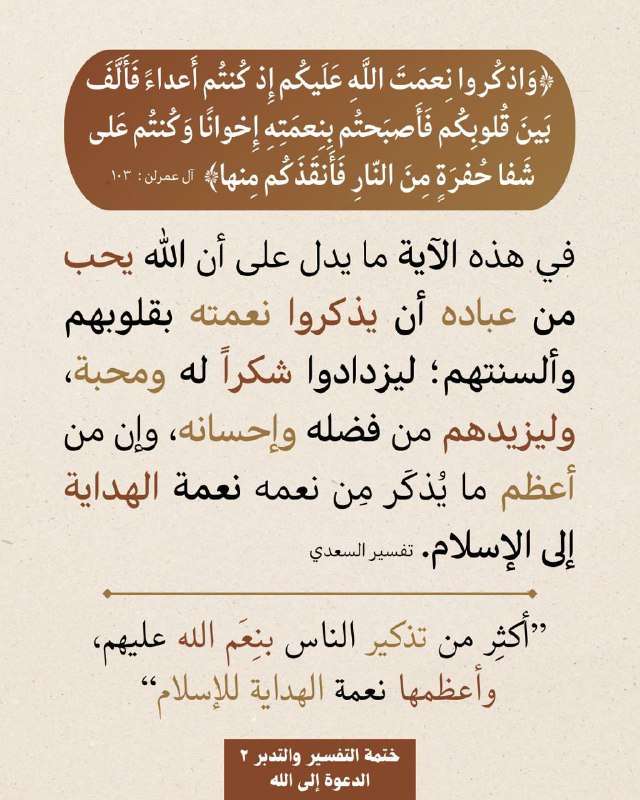 ﴿وَاذكُروا نِعمَتَ اللَّهِ عَلَيكُم إِذ كُنتُم أَعداءً فَأَلَّفَ
بَينَ قُلوبِكُم فَأَصبَحتُم بِنِعمَتِهِ إِخوانًا وَكُنتُم عَلى
شَفا حُفرَةٍ مِنَ النّارِ فَأَنقَذَكُم مِنها﴾ آل عمرلن: ١٠٣
في هذه الآية ما يدل على أن الله يحب
من عباده أن يذكروا نعمته بقلوبهم
وألسنتهم؛ ليزدادوا شكراً له ومحبة،
وليزيدهم من فضله وإحسانه، وإن من
أعظم ما يُذكَر مِن نعمه نعمة الهداية
إلى الإسلام. تفسير السعدي
”أكثِر من تذكير الناس بنِعَم الله عليهم،
وأعظمها نعمة الهداية للإسلام“
ختمة التفسير والتدبر ٢
الدعوة إلى الله